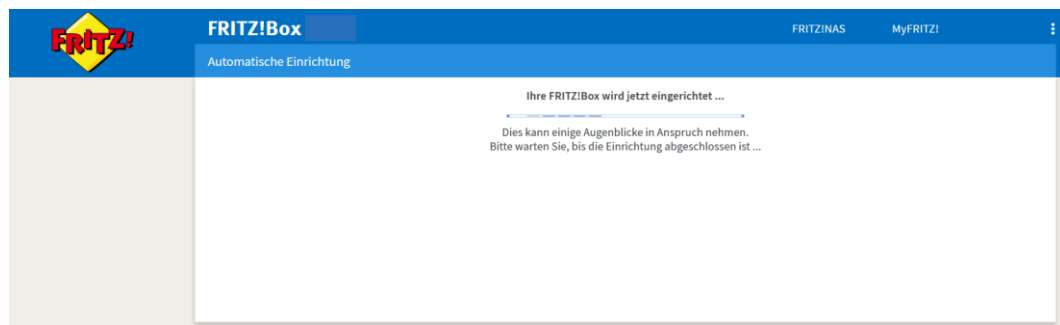 FRITZ!
FRITZ!Box
FRITZ!NAS
MyFRITZ!
Automatische Einrichtung
Ihre FRITZ!Box wird jetzt eingerichtet ...
Dies kann einige Augenblicke in Anspruch nehmen.
Bitte warten Sie, bis die Einrichtung abgeschlossen ist ...